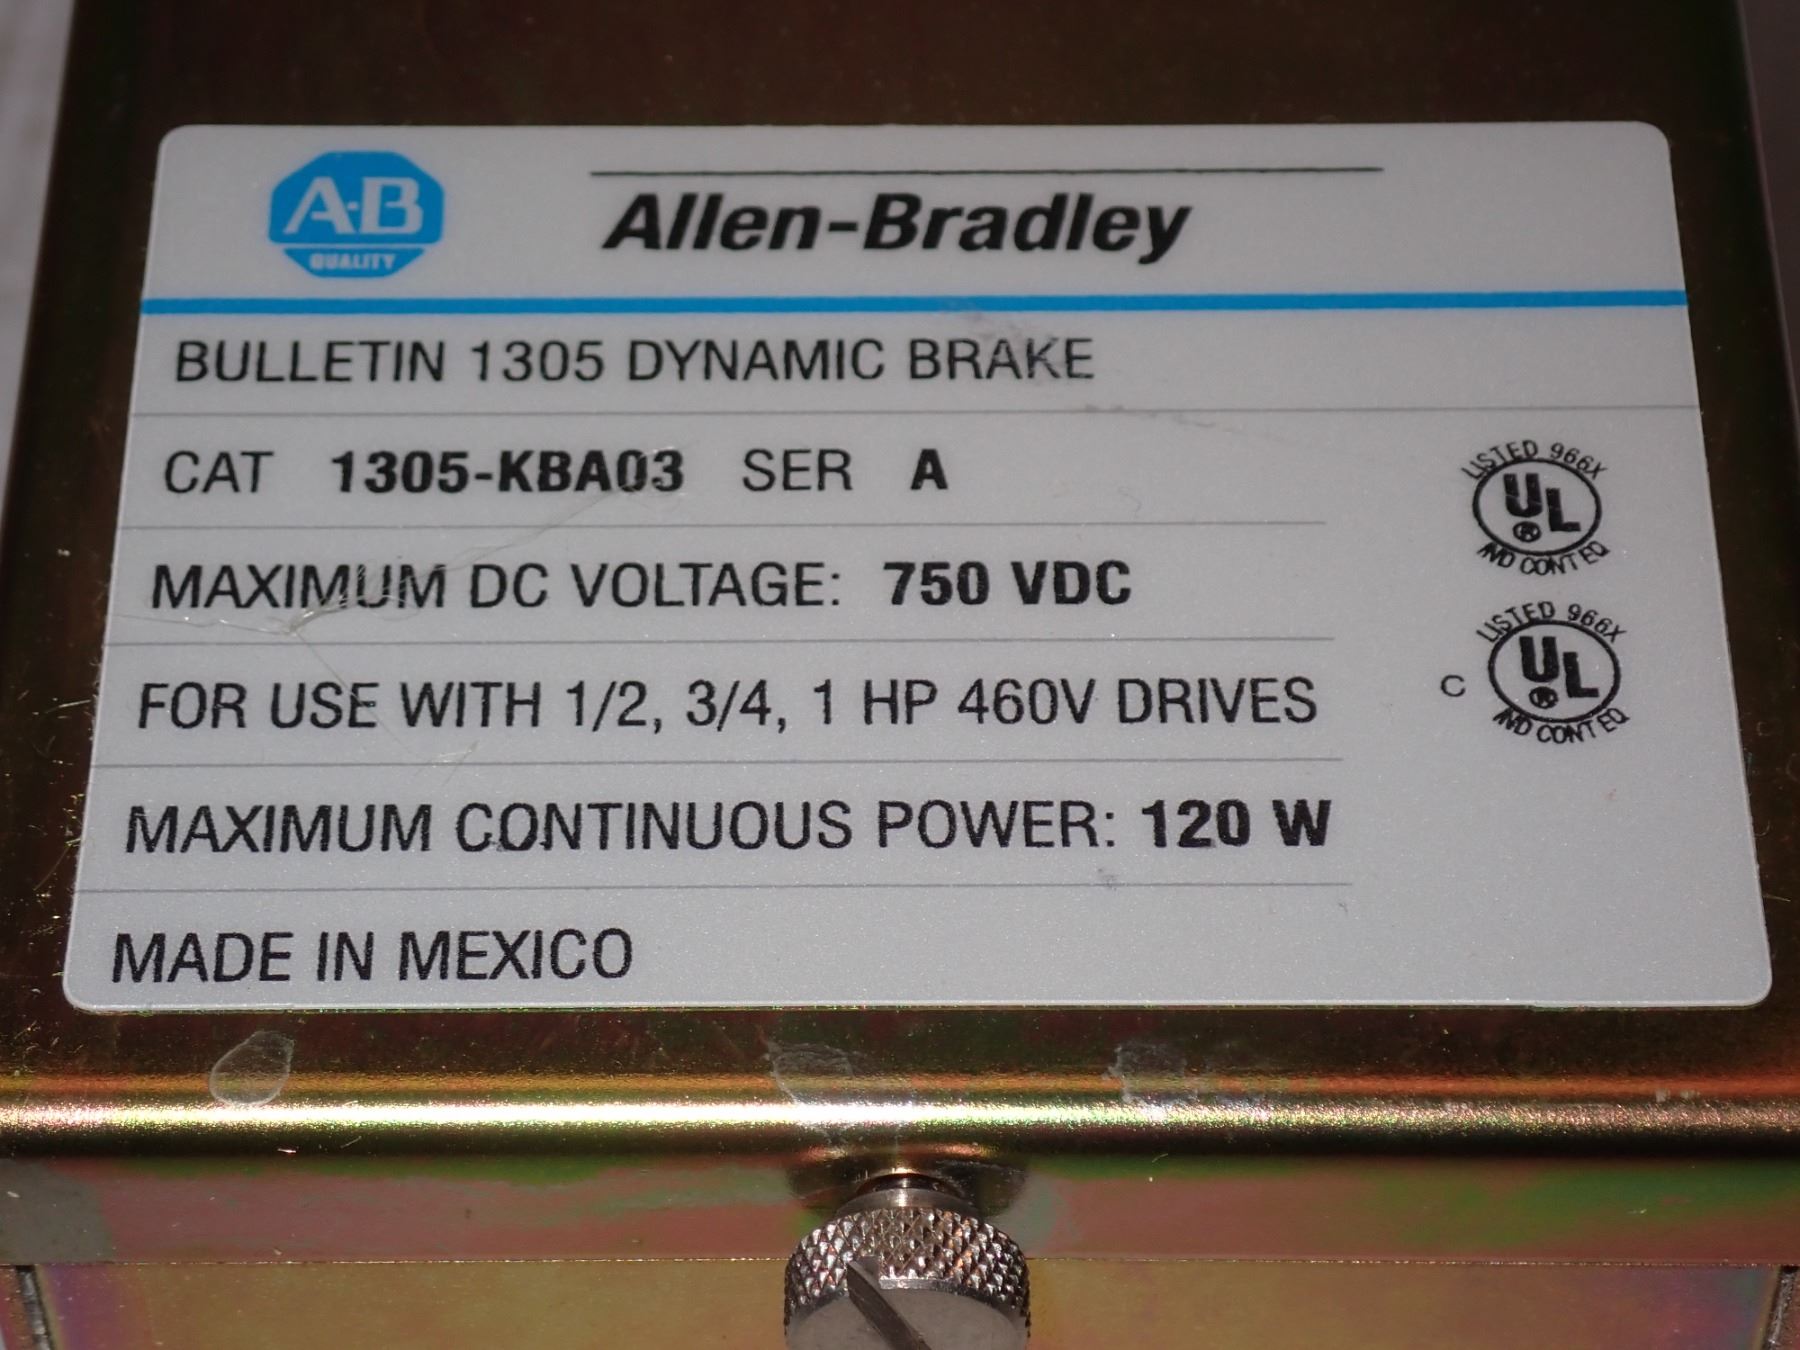 A-B
QUALITY
Allen-Bradley
BULLETIN 1305 DYNAMIC BRAKE
CAT 1305-KBA03 SER A
MAXIMUM DC VOLTAGE: 750 VDC
FOR USE WITH 1/2, 3/4, 1 HP 460V DRIVES
MAXIMUM CONTINUOUS POWER: 120 W
MADE IN MEXICO
LISTED 966X
UL
®
IND CONT EQ
LISTED 966X
C UL
®
IND CONT EQ